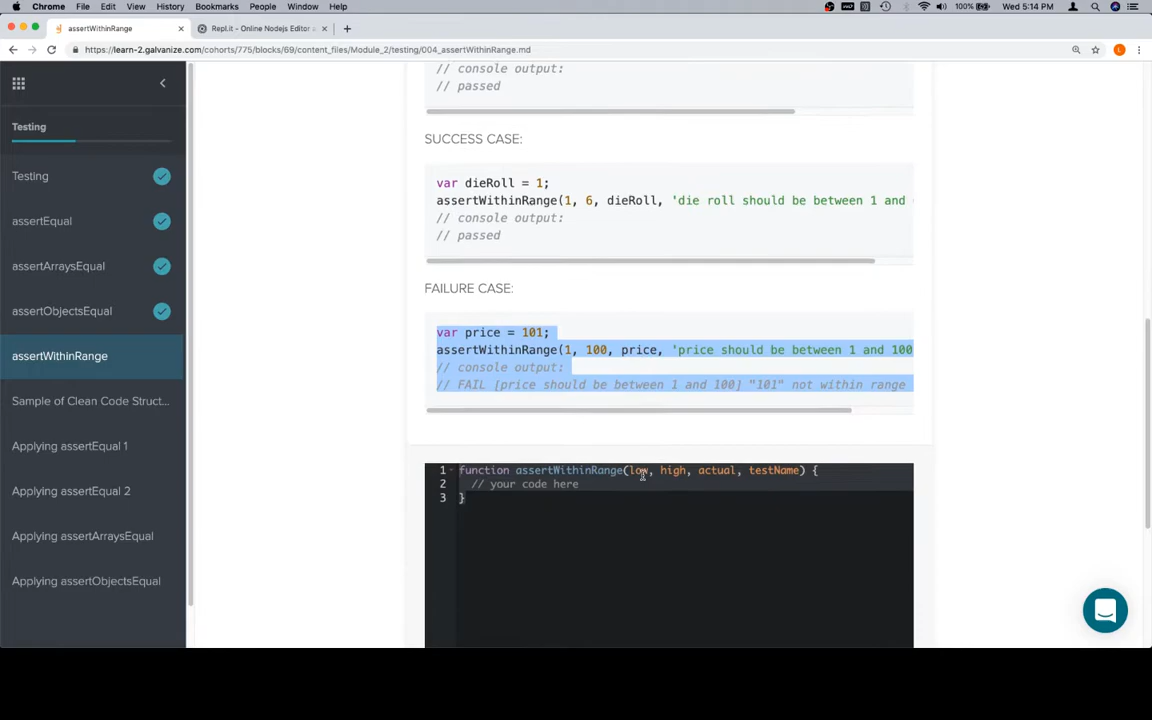 Chrome File Edit View History Bookmarks People Window Help 100% Wed 5:14 PM
assertWithinRange × Repl.it - Online Nodejs Editor a × +
https://learn-2.galvanize.com/cohorts/775/blocks/69/content_files/Module_2/testing/004_assertWithinRange.md L
Testing
Testing
assertEqual
assertArraysEqual
assertObjectsEqual
assertWithinRange
Sample of Clean Code Struct...
Applying assertEqual 1
Applying assertEqual 2
Applying assertArraysEqual
Applying assertObjectsEqual
// console output:
// passed
SUCCESS CASE:
var dieRoll = 1;
assertWithinRange(1, 6, dieRoll, 'die roll should be between 1 and
// console output:
// passed
FAILURE CASE:
var price = 101;
assertWithinRange(1, 100, price, 'price should be between 1 and 100
// console output:
// FAIL [price should be between 1 and 100] "101" not within range
1 function assertWithinRange(low, high, actual, testName) {
2 // your code here
3 }